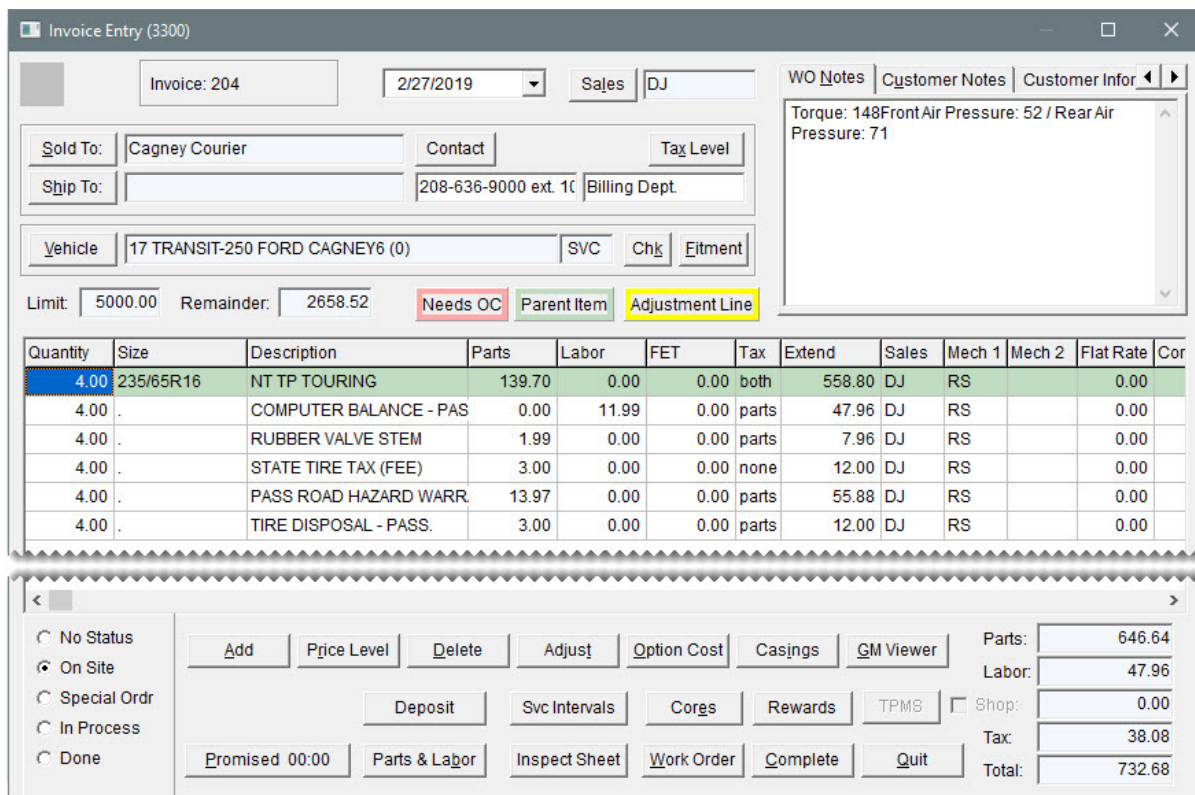 Invoice Entry (3300)
Invoice: 204
2/27/2019
Sales
DJ
WO Notes
Customer Notes
Customer Infor
Torque: 148Front Air Pressure: 52 / Rear Air
Pressure: 71
Sold To:
Cagney Courier
Contact
Tax Level
Ship To:
208-636-9000 ext. 10
Billing Dept.
Vehicle
17 TRANSIT-250 FORD CAGNEY6 (0)
SVC
Chk
Fitment
Limit: 5000.00 Remainder: 2658.52
Needs OC
Parent Item
Adjustment Line
Quantity Size Description Parts Labor FET Tax Extend Sales Mech 1 Mech 2 Flat Rate Cor
4.00 235/65R16 NT TP TOURING 139.70 0.00 0.00 both 558.80 DJ RS 0.00
4.00 . COMPUTER BALANCE - PAS 0.00 11.99 0.00 parts 47.96 DJ RS 0.00
4.00 . RUBBER VALVE STEM 1.99 0.00 0.00 parts 7.96 DJ RS 0.00
4.00 . STATE TIRE TAX (FEE) 3.00 0.00 0.00 none 12.00 DJ RS 0.00
4.00 . PASS ROAD HAZARD WARR. 13.97 0.00 0.00 parts 55.88 DJ RS 0.00
4.00 . TIRE DISPOSAL - PASS. 3.00 0.00 0.00 parts 12.00 DJ RS 0.00
No Status
On Site
Special Ordr
In Process
Done
Add
Price Level
Delete
Adjust
Option Cost
Casings
GM Viewer
Deposit
Svc Intervals
Cores
Rewards
TPMS
Promised 00:00
Parts & Labor
Inspect Sheet
Work Order
Complete
Quit
Parts: 646.64
Labor: 47.96
Shop: 0.00
Tax: 38.08
Total: 732.68